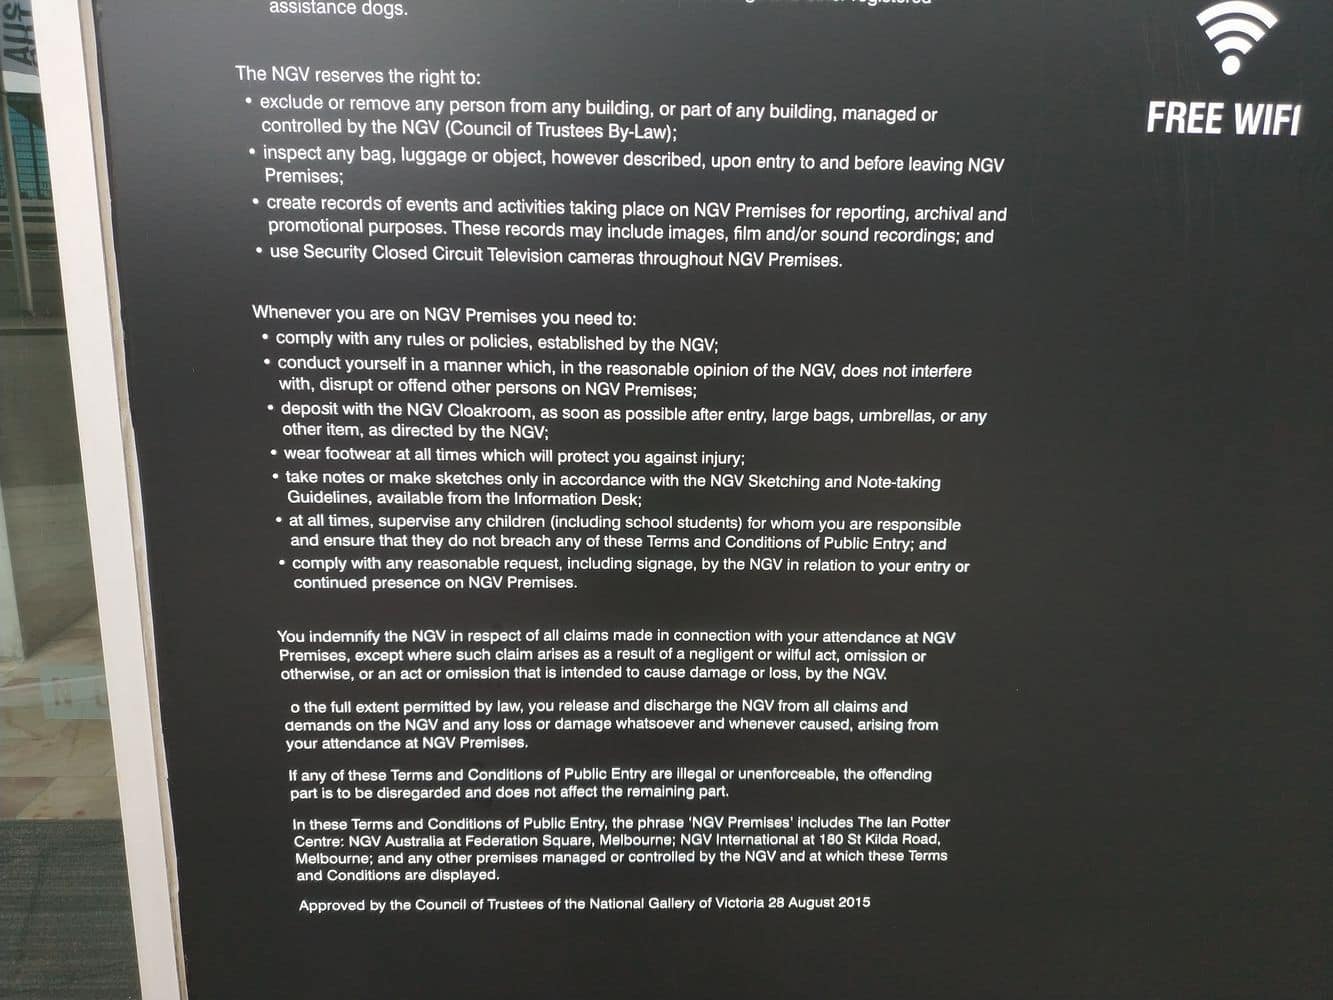 assistance dogs.
The NGV reserves the right to:
• exclude or remove any person from any building, or part of any building, managed or
controlled by the NGV (Council of Trustees By-Law);
• inspect any bag, luggage or object, however described, upon entry to and before leaving NGV
Premises;
• create records of events and activities taking place on NGV Premises for reporting, archival and
promotional purposes. These records may include images, film and/or sound recordings; and
• use Security Closed Circuit Television cameras throughout NGV Premises.
Whenever you are on NGV Premises you need to:
• comply with any rules or policies, established by the NGV;
• conduct yourself in a manner which, in the reasonable opinion of the NGV, does not interfere
with, disrupt or offend other persons on NGV Premises;
• deposit with the NGV Cloakroom, as soon as possible after entry, large bags, umbrellas, or any
other item, as directed by the NGV;
• wear footwear at all times which will protect you against injury;
• take notes or make sketches only in accordance with the NGV Sketching and Note-taking
Guidelines, available from the Information Desk;
• at all times, supervise any children (including school students) for whom you are responsible
and ensure that they do not breach any of these Terms and Conditions of Public Entry; and
• comply with any reasonable request, including signage, by the NGV in relation to your entry or
continued presence on NGV Premises.
You indemnify the NGV in respect of all claims made in connection with your attendance at NGV
Premises, except where such claim arises as a result of a negligent or wilful act, omission or
otherwise, or an act or omission that is intended to cause damage or loss, by the NGV.
o the full extent permitted by law, you release and discharge the NGV from all claims and
demands on the NGV and any loss or damage whatsoever and whenever caused, arising from
your attendance at NGV Premises.
If any of these Terms and Conditions of Public Entry are illegal or unenforceable, the offending
part is to be disregarded and does not affect the remaining part.
In these Terms and Conditions of Public Entry, the phrase 'NGV Premises' includes The Ian Potter
Centre: NGV Australia at Federation Square, Melbourne; NGV International at 180 St Kilda Road,
Melbourne; and any other premises managed or controlled by the NGV and at which these Terms
and Conditions are displayed.
Approved by the Council of Trustees of the National Gallery of Victoria 28 August 2015
FREE WIFI